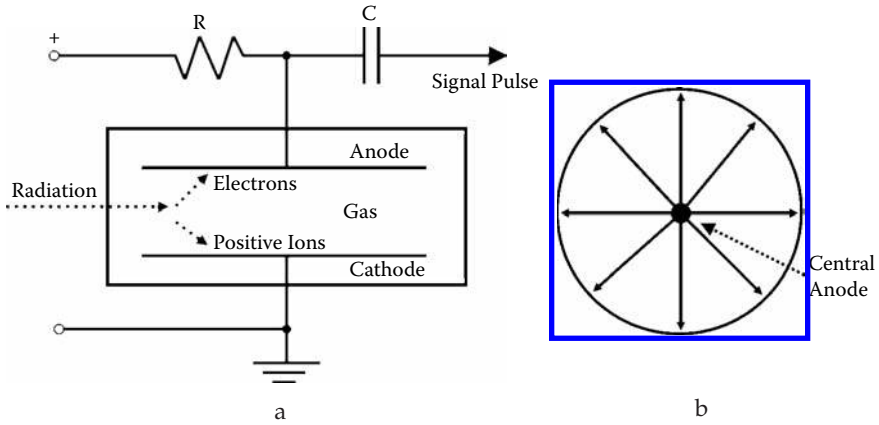 R
C
+
Signal Pulse
Anode
Electrons
Radiation
Gas
Positive Ions
Cathode
a
Central
Anode
b